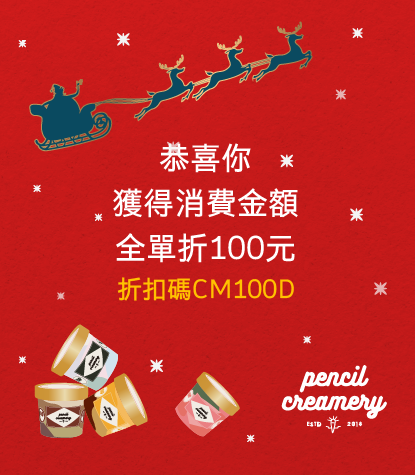 恭喜你
獲得消費金額
全單折100元
折扣碼CM100D
pencil
creamery
ESTD 2016